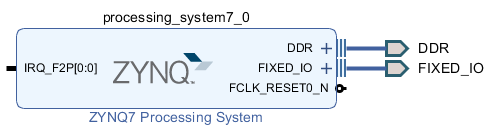 processing_system7_0
DDR
DDR
IRQ_F2P[0:0]
ZYNQ
FIXED_IO
FIXED_IO
FCLK_RESET0_N
ZYNQ7 Processing System